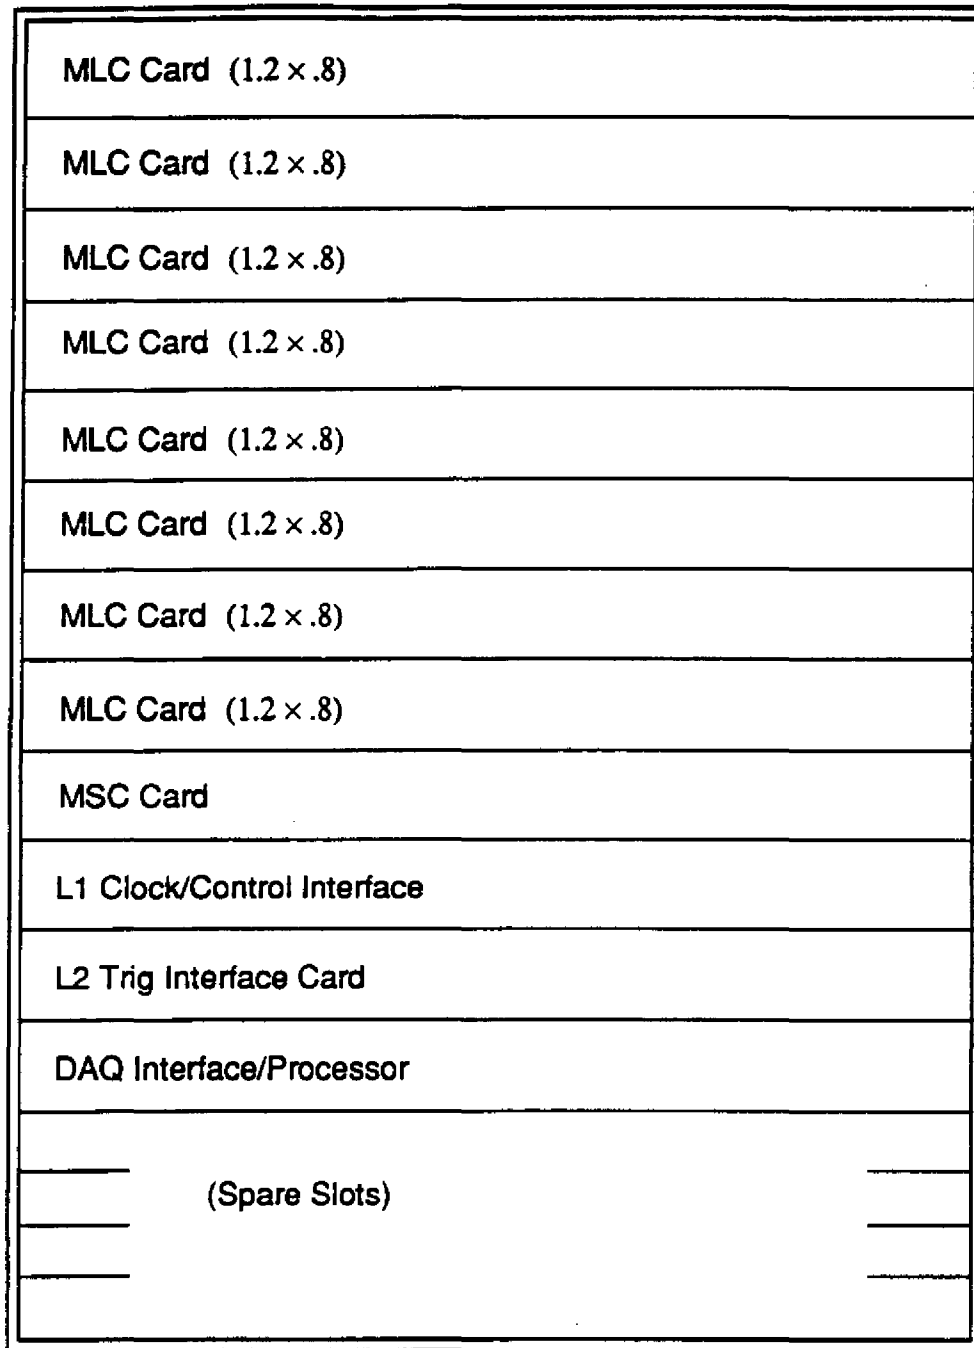 MLC Card (1.2 × .8)
MLC Card (1.2 × .8)
MLC Card (1.2 × .8)
MLC Card (1.2 × .8)
MLC Card (1.2 × .8)
MLC Card (1.2 × .8)
MLC Card (1.2 × .8)
MLC Card (1.2 × .8)
MSC Card
L1 Clock/Control Interface
L2 Trig Interface Card
DAQ Interface/Processor
(Spare Slots)